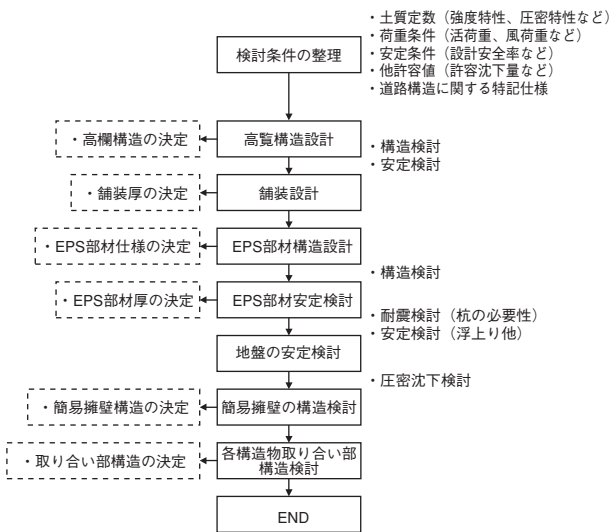 ・土質定数（強度特性、圧密特性など）
・荷重条件（活荷重、風荷重など）
・安定条件（設計安全率など）
・他許容値（許容沈下量など）
・道路構造に関する特記仕様
検討条件の整理
・高欄構造の決定
高覧構造設計
・構造検討
・安定検討
・舗装厚の決定
舗装設計
・EPS部材仕様の決定
EPS部材構造設計
・構造検討
・EPS部材厚の決定
EPS部材安定検討
・耐震検討（杭の必要性）
・安定検討（浮上り他）
地盤の安定検討
・圧密沈下検討
・簡易擁壁構造の決定
簡易擁壁の構造検討
・取り合い部構造の決定
各構造物取り合い部
構造検討
END